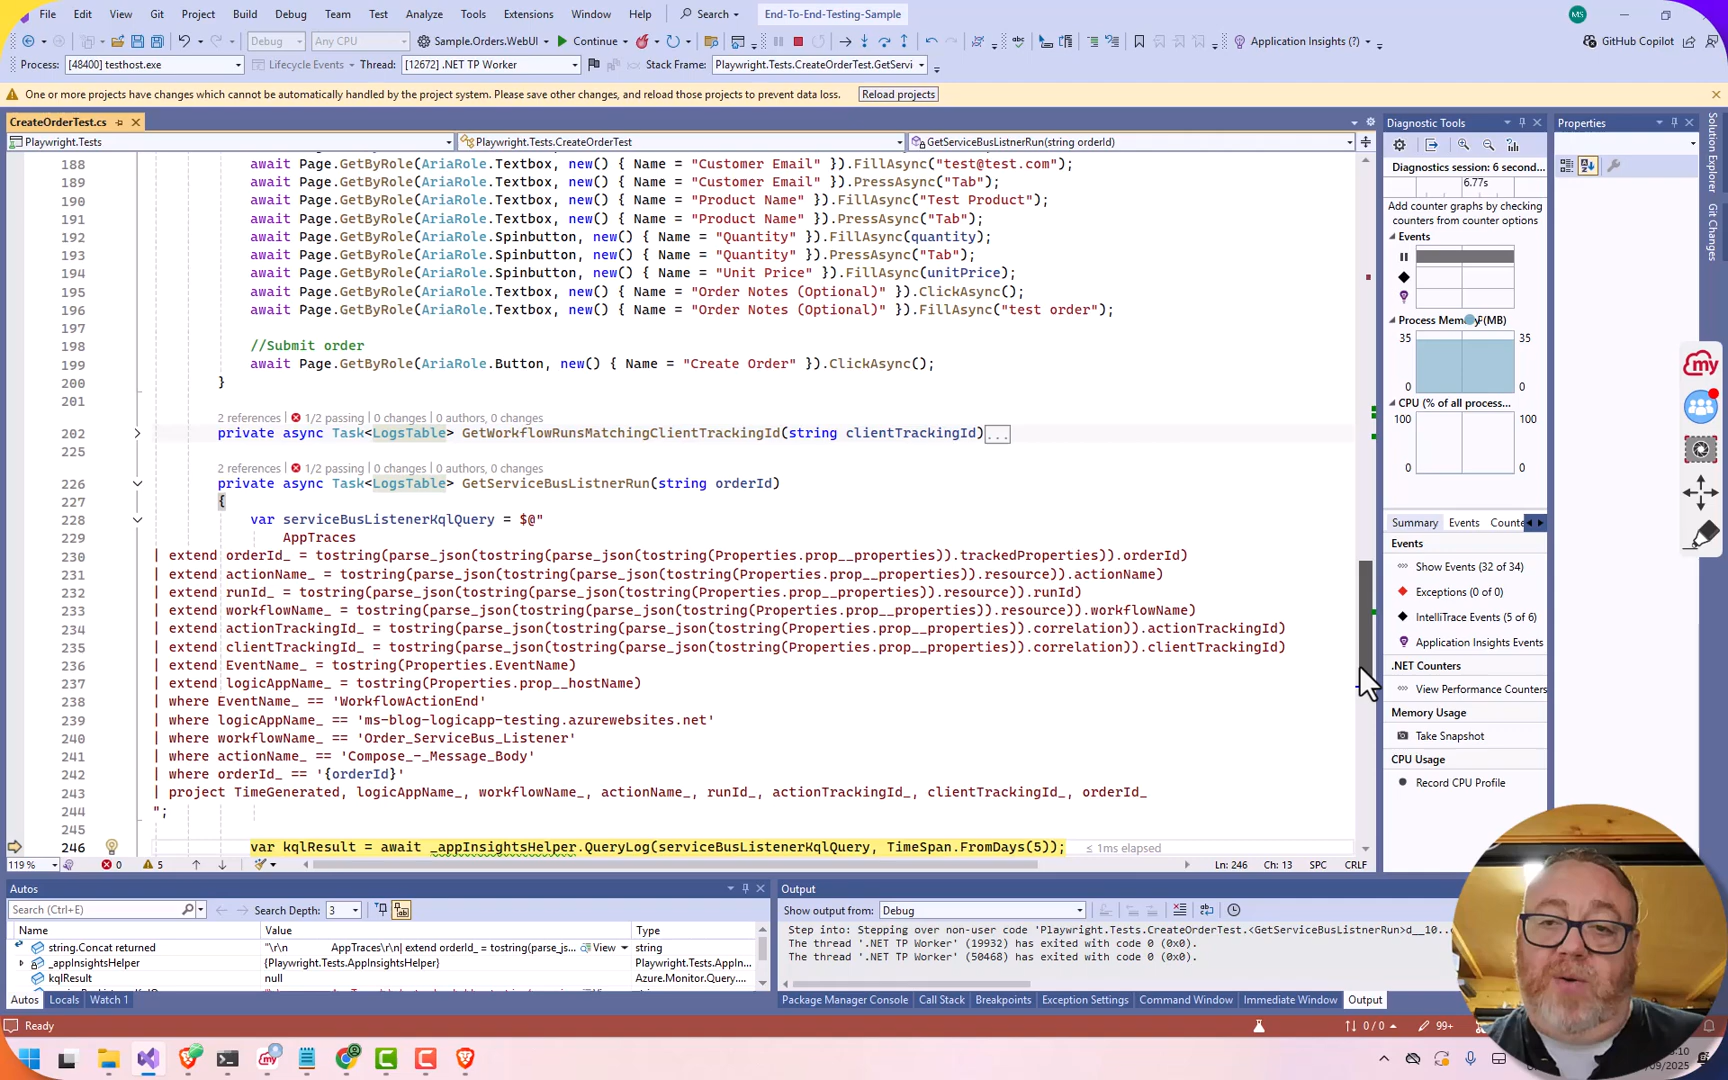 File Edit View Git Project Build Debug Team Test Analyze Tools Extensions Window Help Search End-To-End-Testing-Sample MS
Debug Any CPU Sample.Orders.WebUI Continue Application Insights (?) GitHub Copilot
Process: [48400] testhost.exe Lifecycle Events Thread: [12672] .NET TP Worker Stack Frame: Playwright.Tests.CreateOrderTest.GetServi
One or more projects have changes which cannot be automatically handled by the project system. Please save other changes, and reload those projects to prevent data loss. Reload projects
CreateOrderTest.cs
Playwright.Tests Playwright.Tests.CreateOrderTest GetServiceBusListnerRun(string orderId)
188 await Page.GetByRole(AriaRole.Textbox, new() { Name = "Customer Email" }).FillAsync("test@test.com");
189 await Page.GetByRole(AriaRole.Textbox, new() { Name = "Customer Email" }).PressAsync("Tab");
190 await Page.GetByRole(AriaRole.Textbox, new() { Name = "Product Name" }).FillAsync("Test Product");
191 await Page.GetByRole(AriaRole.Textbox, new() { Name = "Product Name" }).PressAsync("Tab");
192 await Page.GetByRole(AriaRole.Spinbutton, new() { Name = "Quantity" }).FillAsync(quantity);
193 await Page.GetByRole(AriaRole.Spinbutton, new() { Name = "Quantity" }).PressAsync("Tab");
194 await Page.GetByRole(AriaRole.Spinbutton, new() { Name = "Unit Price" }).FillAsync(unitPrice);
195 await Page.GetByRole(AriaRole.Textbox, new() { Name = "Order Notes (Optional)" }).ClickAsync();
196 await Page.GetByRole(AriaRole.Textbox, new() { Name = "Order Notes (Optional)" }).FillAsync("test order");
197
198 //Submit order
199 await Page.GetByRole(AriaRole.Button, new() { Name = "Create Order" }).ClickAsync();
200 }
201
2 references 1/2 passing | 0 changes | 0 authors, 0 changes
202 private async Task<LogsTable> GetWorkflowRunsMatchingClientTrackingId(string clientTrackingId)...
225
2 references 1/2 passing | 0 changes | 0 authors, 0 changes
226 private async Task<LogsTable> GetServiceBusListnerRun(string orderId)
227 {
228 var serviceBusListenerKqlQuery = $@"
229 AppTraces
230 | extend orderId_ = tostring(parse_json(tostring(parse_json(tostring(Properties.prop__properties)).trackedProperties)).orderId)
231 | extend actionName_ = tostring(parse_json(tostring(parse_json(tostring(Properties.prop__properties)).resource)).actionName)
232 | extend runId_ = tostring(parse_json(tostring(parse_json(tostring(Properties.prop__properties)).resource)).runId)
233 | extend workflowName_ = tostring(parse_json(tostring(parse_json(tostring(Properties.prop__properties)).resource)).workflowName)
234 | extend actionTrackingId_ = tostring(parse_json(tostring(parse_json(tostring(Properties.prop__properties)).correlation)).actionTrackingId)
235 | extend clientTrackingId_ = tostring(parse_json(tostring(parse_json(tostring(Properties.prop__properties)).correlation)).clientTrackingId)
236 | extend EventName_ = tostring(Properties.EventName)
237 | extend logicAppName_ = tostring(Properties.prop__hostName)
238 | where EventName_ == 'WorkflowActionEnd'
239 | where logicAppName_ == 'ms-blog-logicapp-testing.azurewebsites.net'
240 | where workflowName_ == 'Order_ServiceBus_Listener'
241 | where actionName_ == 'Compose_-_Message_Body'
242 | where orderId_ == '{orderId}'
243 | project TimeGenerated, logicAppName_, workflowName_, actionName_, runId_, actionTrackingId_, clientTrackingId_, orderId_
244 ";
245
246 var kqlResult = await _appInsightsHelper.QueryLog(serviceBusListenerKqlQuery, TimeSpan.FromDays(5)); ≤ 1ms elapsed
119 % 0 5 Ln: 246 Ch: 13 SPC CRLF
Diagnostic Tools
Diagnostics session: 6 second...
6.77s
Add counter graphs by checking
counters from counter options
Events
Process Memory (MB)
35 35
0 0
CPU (% of all process...
100 100
0 0
Summary Events Counte
Events
Show Events (32 of 34)
Exceptions (0 of 0)
IntelliTrace Events (5 of 6)
Application Insights Events
.NET Counters
View Performance Counters
Memory Usage
Take Snapshot
CPU Usage
Record CPU Profile
Properties
Solution Explorer
Git Changes
my
Autos
Search (Ctrl+E) Search Depth: 3
Name Value Type
string.Concat returned "\r\n AppTraces\r\n| extend orderId_ = tostring(parse_js... View string
_appInsightsHelper {Playwright.Tests.AppInsightsHelper} Playwright.Tests.AppIn...
kqlResult null Azure.Monitor.Query...
Autos Locals Watch 1
Output
Show output from: Debug
Step into: Stepping over non-user code 'Playwright.Tests.CreateOrderTest.<GetServiceBusListnerRun>d__10..
The thread '.NET TP Worker' (19932) has exited with code 0 (0x0).
The thread '.NET TP Worker' (50468) has exited with code 0 (0x0).
Package Manager Console Call Stack Breakpoints Exception Settings Command Window Immediate Window Output
Ready 0 / 0 99+
my